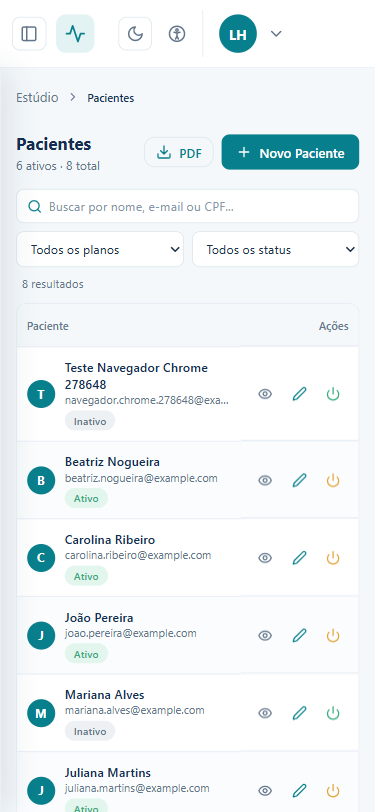 LH
Estúdio > Pacientes
Pacientes
6 ativos · 8 total
PDF
+ Novo Paciente
Buscar por nome, e-mail ou CPF...
Todos os planos
Todos os status
8 resultados
Paciente
Ações
T
Teste Navegador Chrome
278648
navegador.chrome.278648@exa...
Inativo
B
Beatriz Nogueira
beatriz.nogueira@example.com
Ativo
C
Carolina Ribeiro
carolina.ribeiro@example.com
Ativo
J
João Pereira
joao.pereira@example.com
Ativo
M
Mariana Alves
mariana.alves@example.com
Inativo
J
Juliana Martins
juliana.martins@example.com
Ativo